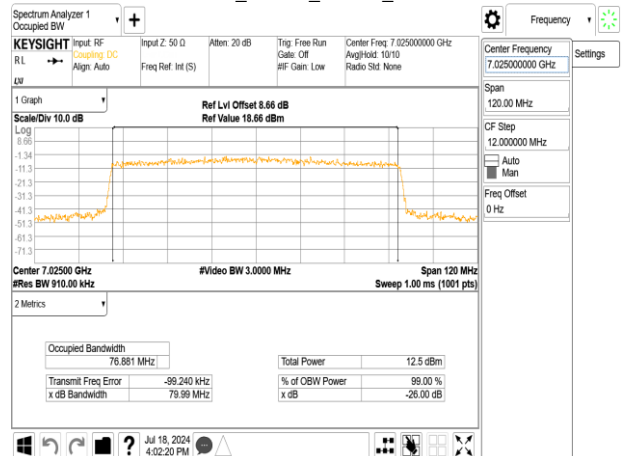 Spectrum Analyzer 1
Occupied BW
KEYSIGHT
Input: RF
Coupling: DC
Align: Auto
Input Z: 50 Ω
Freq Ref: Int (S)
Atten: 20 dB
Trig: Free Run
Gate: Off
#IF Gain: Low
Center Freq: 7.025000000 GHz
Avg|Hold: 10/10
Radio Std: None
RL
LXI
1 Graph
Scale/Div 10.0 dB
Ref Lvl Offset 8.66 dB
Ref Value 18.66 dBm
Log
8.66
-1.34
-11.3
-21.3
-31.3
-41.3
-51.3
-61.3
-71.3
Center 7.02500 GHz
#Video BW 3.0000 MHz
Span 120 MHz
#Res BW 910.00 kHz
Sweep 1.00 ms (1001 pts)
2 Metrics
Occupied Bandwidth
76.881 MHz
Total Power 12.5 dBm
Transmit Freq Error -99.240 kHz
% of OBW Power 99.00 %
x dB Bandwidth 79.99 MHz
x dB -26.00 dB
Jul 18, 2024
4:02:20 PM
Frequency
Settings
Center Frequency
7.025000000 GHz
Span
120.00 MHz
CF Step
12.000000 MHz
Auto
Man
Freq Offset
0 Hz